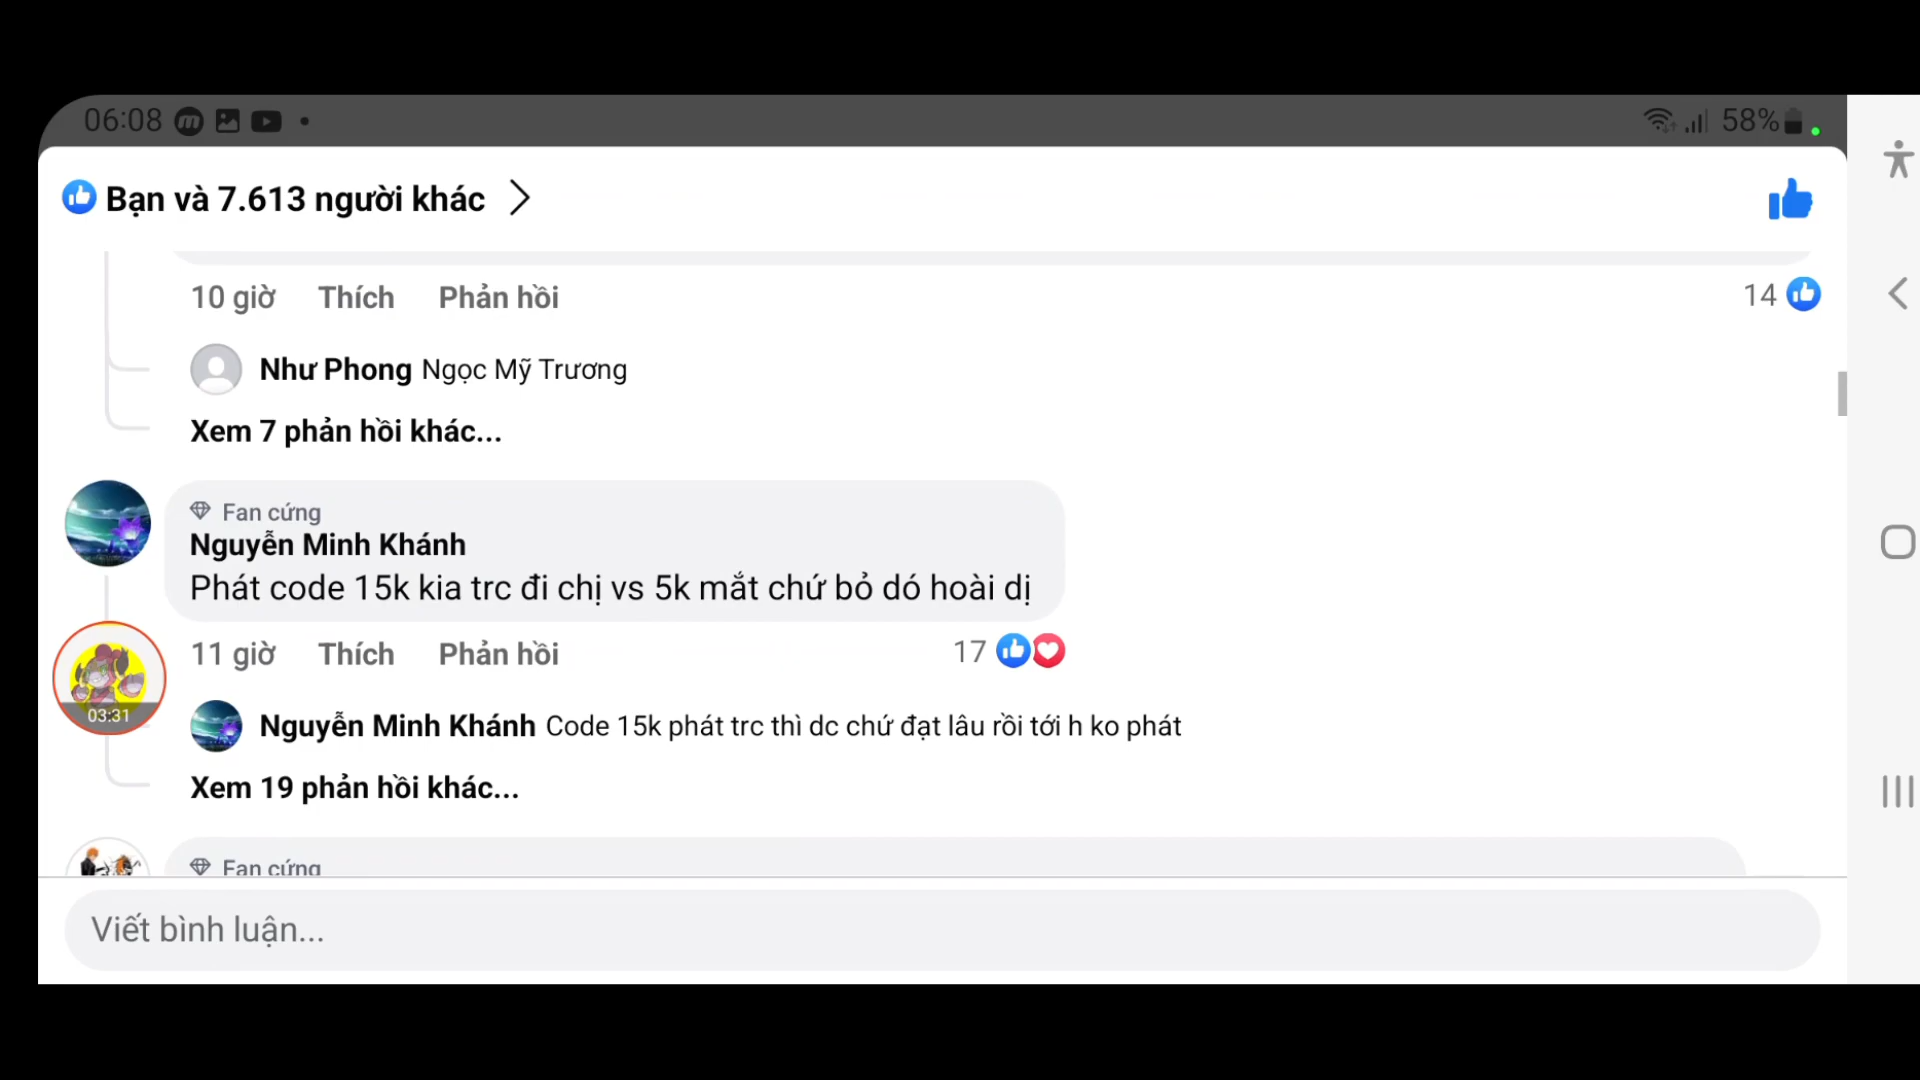 06:08
58%
Bạn và 7.613 người khác
10 giờ Thích Phản hồi 14
Như Phong Ngọc Mỹ Trương
Xem 7 phản hồi khác...
Fan cứng
Nguyễn Minh Khánh
Phát code 15k kia trc đi chị vs 5k mắt chứ bỏ dó hoài dị
11 giờ Thích Phản hồi 17
03:31
Nguyễn Minh Khánh Code 15k phát trc thì dc chứ đạt lâu rồi tới h ko phát
Xem 19 phản hồi khác...
Fan cứng
Viết bình luận...